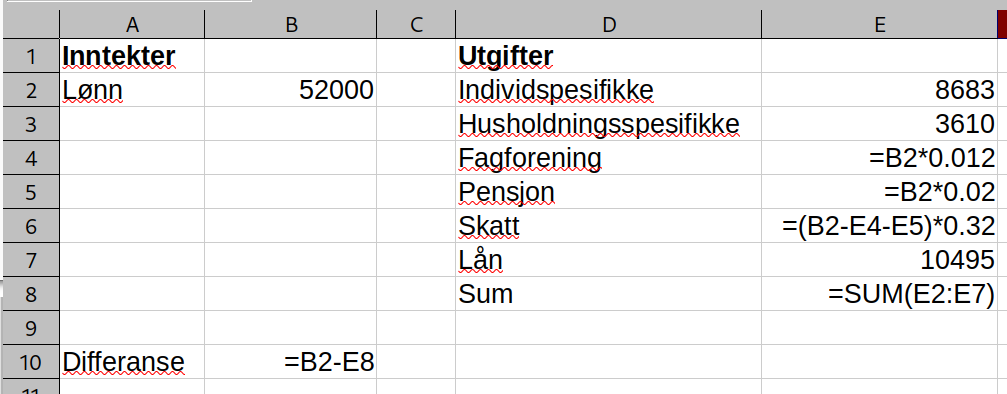 A B C D E
1 Inntekter Utgifter
2 Lønn 52000 Individspesifikke 8683
3 Husholdningsspesifikke 3610
4 Fagforening =B2*0.012
5 Pensjon =B2*0.02
6 Skatt =(B2-E4-E5)*0.32
7 Lån 10495
8 Sum =SUM(E2:E7)
9
10 Differanse =B2-E8
11